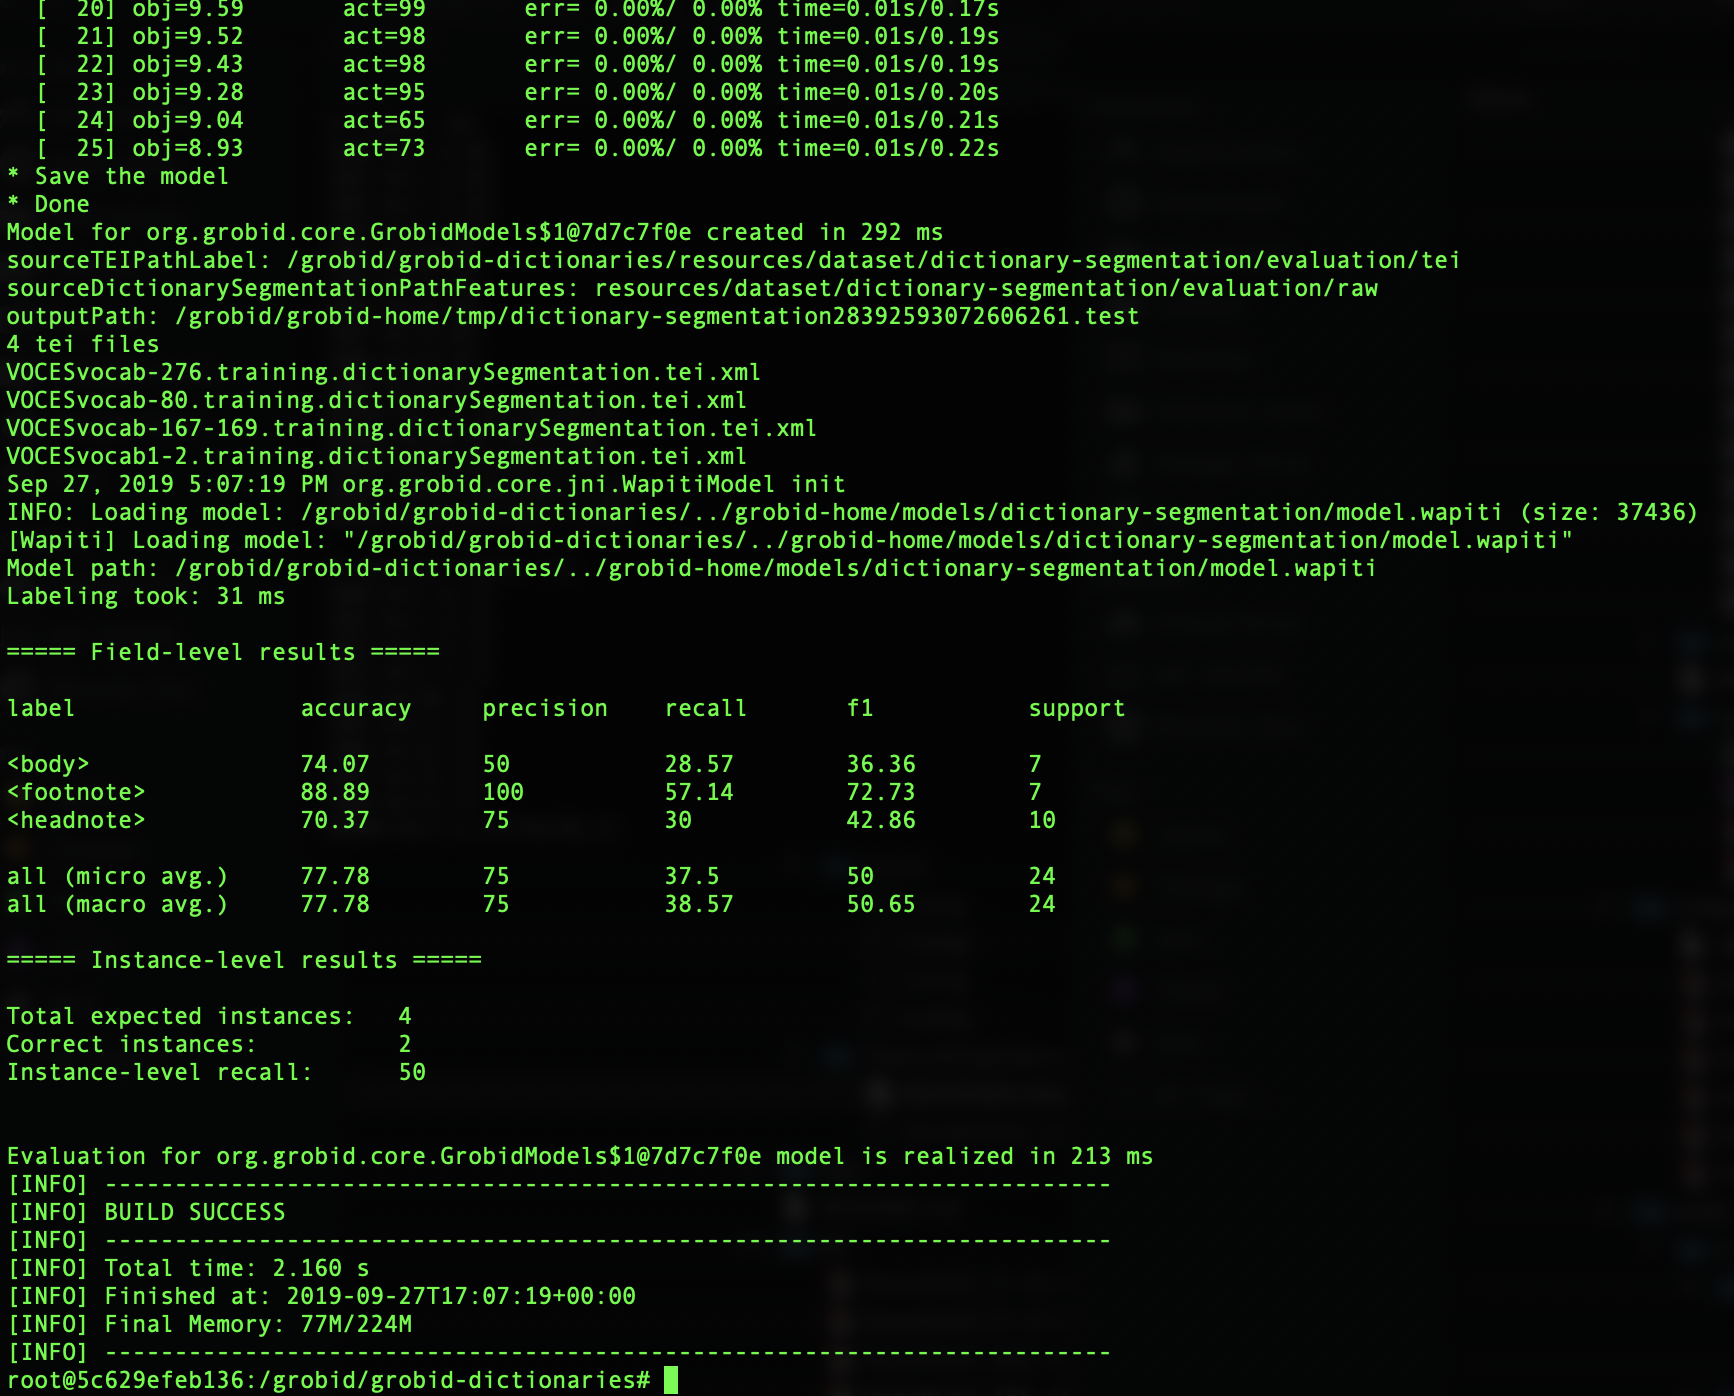 [  20] obj=9.59       act=99       err= 0.00%/ 0.00% time=0.01s/0.17s
[  21] obj=9.52       act=98       err= 0.00%/ 0.00% time=0.01s/0.19s
[  22] obj=9.43       act=98       err= 0.00%/ 0.00% time=0.01s/0.19s
[  23] obj=9.28       act=95       err= 0.00%/ 0.00% time=0.01s/0.20s
[  24] obj=9.04       act=65       err= 0.00%/ 0.00% time=0.01s/0.21s
[  25] obj=8.93       act=73       err= 0.00%/ 0.00% time=0.01s/0.22s
* Save the model
* Done
Model for org.grobid.core.GrobidModels$1@7d7c7f0e created in 292 ms
sourceTEIPathLabel: /grobid/grobid-dictionaries/resources/dataset/dictionary-segmentation/evaluation/tei
sourceDictionarySegmentationPathFeatures: resources/dataset/dictionary-segmentation/evaluation/raw
outputPath: /grobid/grobid-home/tmp/dictionary-segmentation28392593072606261.test
4 tei files
VOCESvocab-276.training.dictionarySegmentation.tei.xml
VOCESvocab-80.training.dictionarySegmentation.tei.xml
VOCESvocab-167-169.training.dictionarySegmentation.tei.xml
VOCESvocab1-2.training.dictionarySegmentation.tei.xml
Sep 27, 2019 5:07:19 PM org.grobid.core.jni.WapitiModel init
INFO: Loading model: /grobid/grobid-dictionaries/../grobid-home/models/dictionary-segmentation/model.wapiti (size: 37436)
[Wapiti] Loading model: "/grobid/grobid-dictionaries/../grobid-home/models/dictionary-segmentation/model.wapiti"
Model path: /grobid/grobid-dictionaries/../grobid-home/models/dictionary-segmentation/model.wapiti
Labeling took: 31 ms
===== Field-level results =====
label                accuracy     precision    recall       f1           support
<body>               74.07        50           28.57        36.36        7
<footnote>           88.89        100          57.14        72.73        7
<headnote>           70.37        75           30           42.86        10
all (micro avg.)     77.78        75           37.5         50           24
all (macro avg.)     77.78        75           38.57        50.65        24
===== Instance-level results =====
Total expected instances:   4
Correct instances:          2
Instance-level recall:      50
Evaluation for org.grobid.core.GrobidModels$1@7d7c7f0e model is realized in 213 ms
[INFO] ------------------------------------------------------------------------
[INFO] BUILD SUCCESS
[INFO] ------------------------------------------------------------------------
[INFO] Total time: 2.160 s
[INFO] Finished at: 2019-09-27T17:07:19+00:00
[INFO] Final Memory: 77M/224M
[INFO] ------------------------------------------------------------------------
root@5c629efeb136:/grobid/grobid-dictionaries#